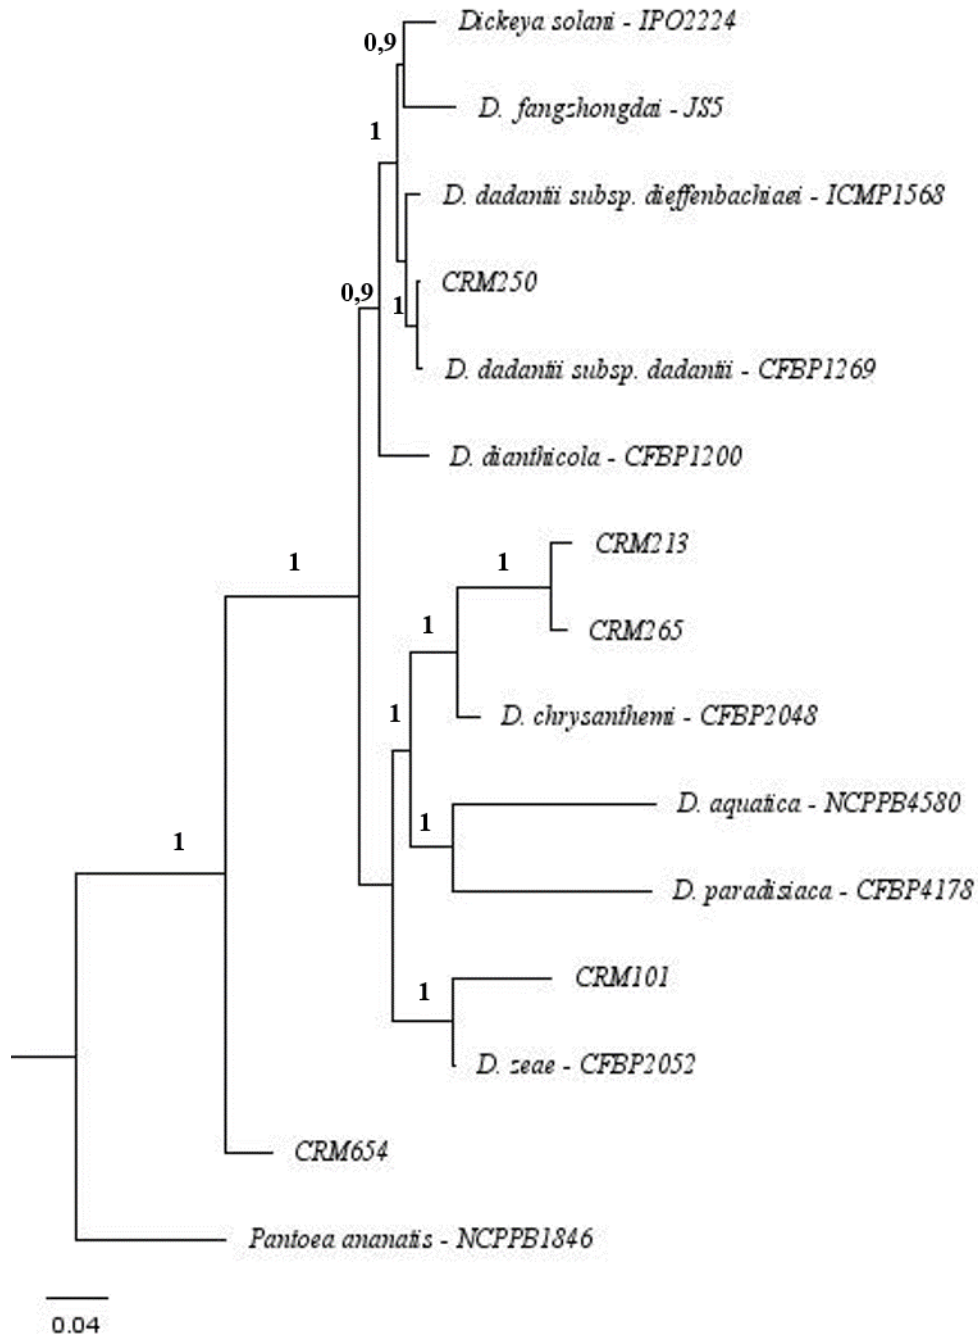 Dickeya solani - IPO2224
0,9
D. fangzhongdai - JS5
1
D. dadantii subsp. dieffenbachiaei - ICMP1568
CRM250
0,9
1
D. dadantii subsp. dadantii - CFBP1269
D. dianthicola - CFBP1200
CRM213
1
1
CRM265
1
D. chrysanthemi - CFBP2048
1
D. aquatica - NCPPB4580
1
1
D. paradisiaca - CFBP4178
CRM101
1
D. zeae - CFBP2052
CRM654
Pantoea ananatis - NCPPB1846
0.04